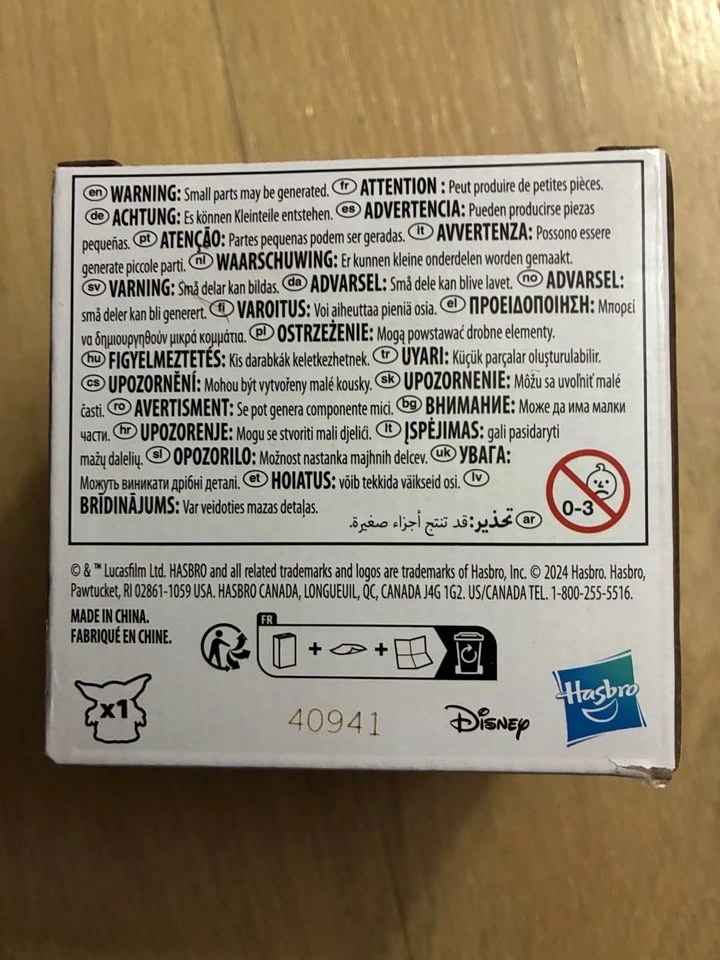 en WARNING: Small parts may be generated. fr ATTENTION : Peut produire de petites pièces.
de ACHTUNG: Es können Kleinteile entstehen. es ADVERTENCIA: Pueden producirse piezas
pequeñas. pt ATENÇÃO: Partes pequenas podem ser geradas. it AVVERTENZA: Possono essere
generate piccole parti. nl WAARSCHUWING: Er kunnen kleine onderdelen worden gemaakt.
sv VARNING: Små delar kan bildas. da ADVARSEL: Små dele kan blive lavet. no ADVARSEL:
små deler kan bli generert. fi VAROITUS: Voi aiheuttaa pieniä osia. el ΠΡΟΕΙΔΟΠΟΙΗΣΗ: Μπορεί
να δημιουργηθούν μικρά κομμάτια. pl OSTRZEŻENIE: Mogą powstawać drobne elementy.
hu FIGYELMEZTETÉS: Kis darabkák keletkezhetnek. tr UYARI: Küçük parçalar oluşturulabilir.
cs UPOZORNĚNÍ: Mohou být vytvořeny malé kousky. sk UPOZORNENIE: Môžu sa uvoľniť malé
časti. ro AVERTISMENT: Se pot genera componente mici. bg ВНИМАНИЕ: Може да има малки
части. hr UPOZORENJE: Mogu se stvoriti mali djelići. lt ĮSPĖJIMAS: gali pasidaryti
mažų dalelių. sl OPOZORILO: Možnost nastanka majhnih delcev. uk УВАГА:
Можуть виникати дрібні деталі. et HOIATUS: võib tekkida väikseid osi. lv
BRĪDINĀJUMS: Var veidoties mazas detaļas.
ar تحذير: قد تنتج أجزاء صغيرة.
0-3
© & ™ Lucasfilm Ltd. HASBRO and all related trademarks and logos are trademarks of Hasbro, Inc. © 2024 Hasbro. Hasbro,
Pawtucket, RI 02861-1059 USA. HASBRO CANADA, LONGUEUIL, QC, CANADA J4G 1G2. US/CANADA TEL. 1-800-255-5516.
MADE IN CHINA.
FABRIQUÉ EN CHINE.
FR
+ +
x1
40941
Disney
Hasbro